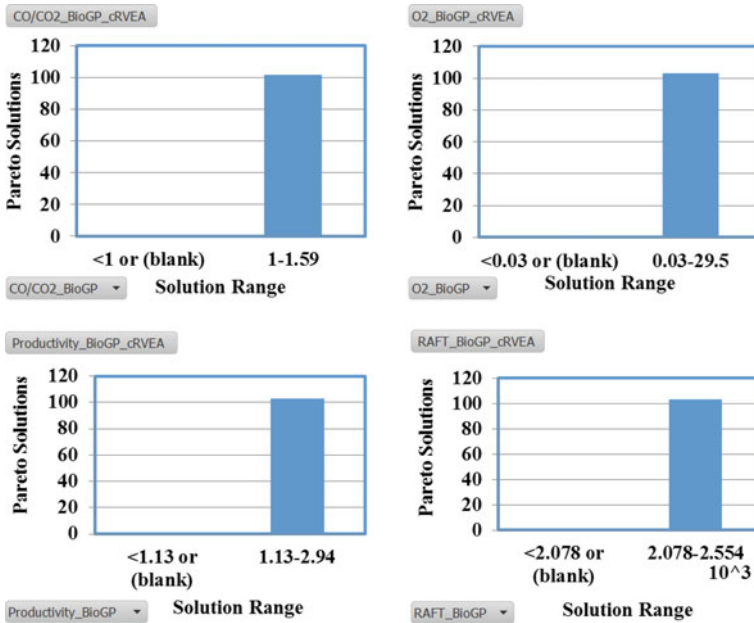 CO/CO2_BioGP_cRVEA
120
100
80
60
40
20
0
Pareto Solutions
<1 or (blank)
1-1.59
CO/CO2_BioGP
Solution Range
O2_BioGP_cRVEA
120
100
80
60
40
20
0
Pareto Solutions
<0.03 or (blank)
0.03-29.5
O2_BioGP
Solution Range
Productivity_BioGP_cRVEA
120
100
80
60
40
20
0
Pareto Solutions
<1.13 or
(blank)
1.13-2.94
Productivity_BioGP
Solution Range
RAFT_BioGP_cRVEA
120
100
80
60
40
20
0
Pareto Solutions
<2.078 or
(blank)
2.078-2.554
10^3
RAFT_BioGP
Solution Range